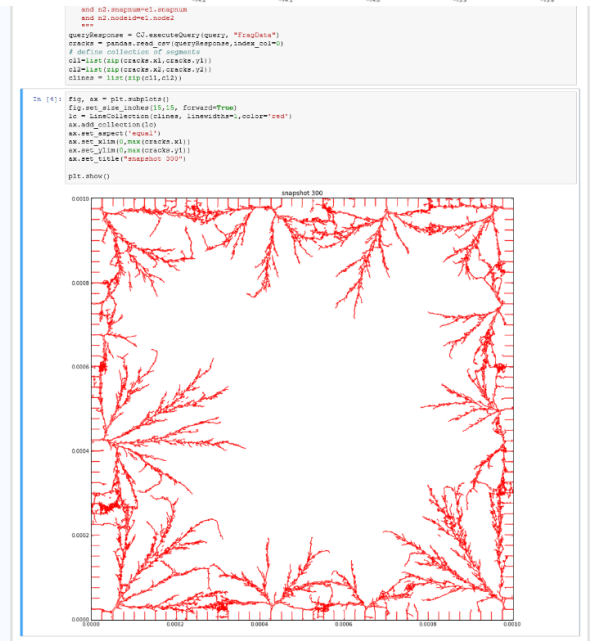 and n2.snapnum=e1.snapnum
and n2.nodeid=e1.node2
"""
queryResponse = CJ.executeQuery(query, "FragData")
cracks = pandas.read_csv(queryResponse,index_col=0)
# define collection of segments
cl1=list(zip(cracks.x1,cracks.y1))
cl2=list(zip(cracks.x2,cracks.y2))
clines = list(zip(cl1,cl2))
In [4]: fig, ax = plt.subplots()
fig.set_size_inches(15,15, forward=True)
lc = LineCollection(clines, linewidths=1,color='red')
ax.add_collection(lc)
ax.set_aspect('equal')
ax.set_xlim(0,max(cracks.x1))
ax.set_ylim(0,max(cracks.y1))
ax.set_title("snapshot 300")
plt.show()
snapshot 300
0.0010
0.0008
0.0006
0.0004
0.0002
0.0000
0.0000 0.0002 0.0004 0.0006 0.0008 0.0010